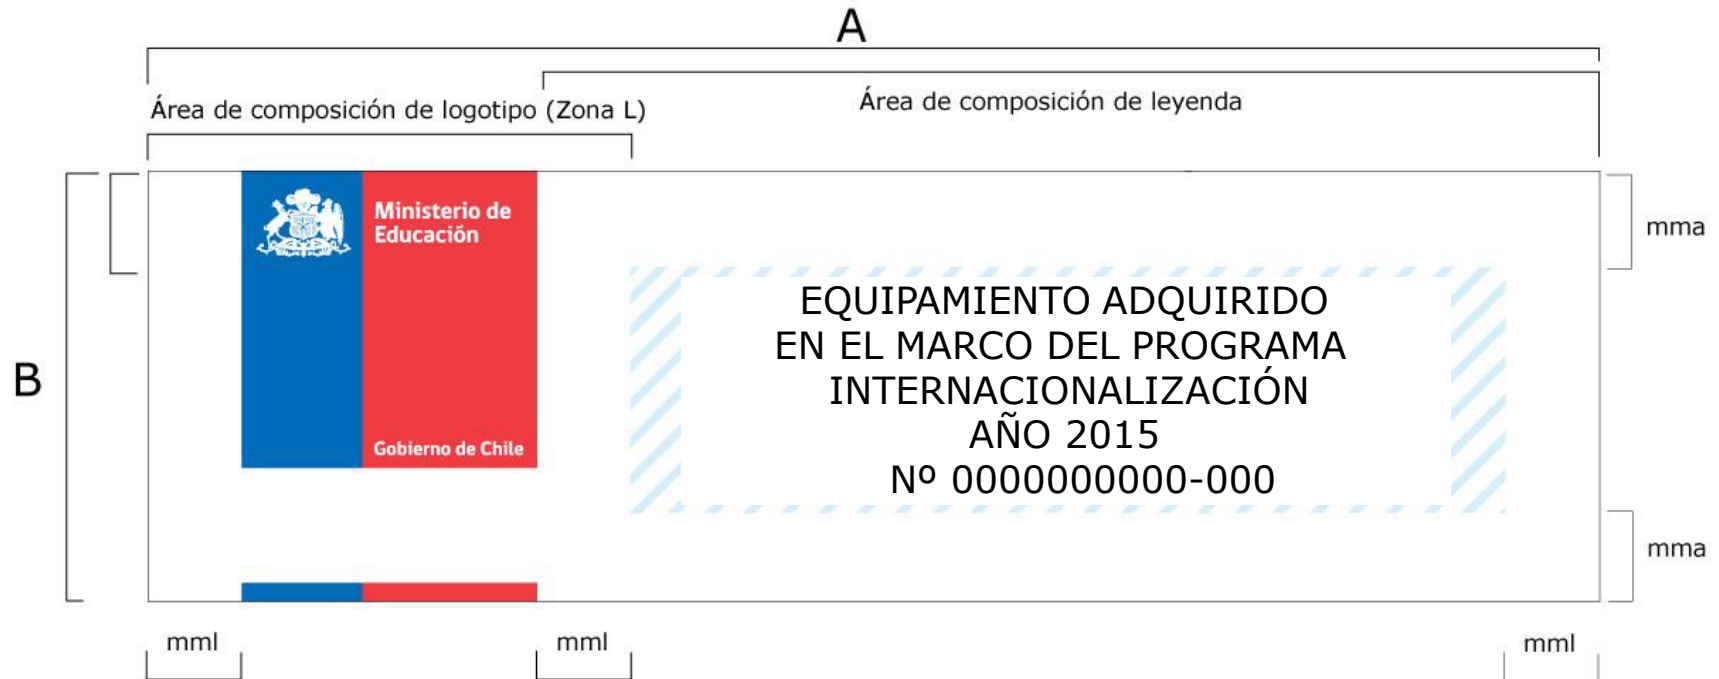 A
Área de composición de logotipo (Zona L)
Área de composición de leyenda
Ministerio de
Educación
mma
EQUIPAMIENTO ADQUIRIDO
EN EL MARCO DEL PROGRAMA
INTERNACIONALIZACIÓN
AÑO 2015
Nº 0000000000-000
B
Gobierno de Chile
mma
mml
mml
mml